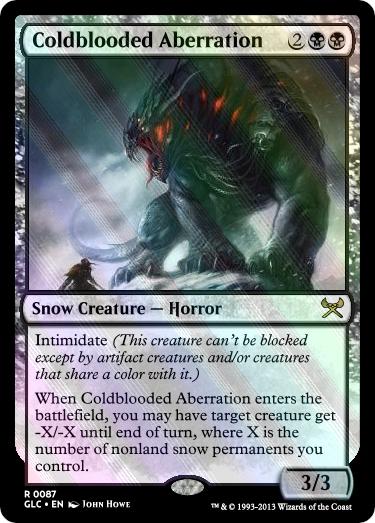 Coldblooded Aberration 2
Snow Creature — Horror
Intimidate (This creature can't be blocked
except by artifact creatures and/or creatures
that share a color with it.)
When Coldblooded Aberration enters the
battlefield, you may have target creature get
-X/-X until end of turn, where X is the
number of nonland snow permanents you
control.
3/3
R 0087
GLC • EN John Howe
™ & © 1993-2013 Wizards of the Coast